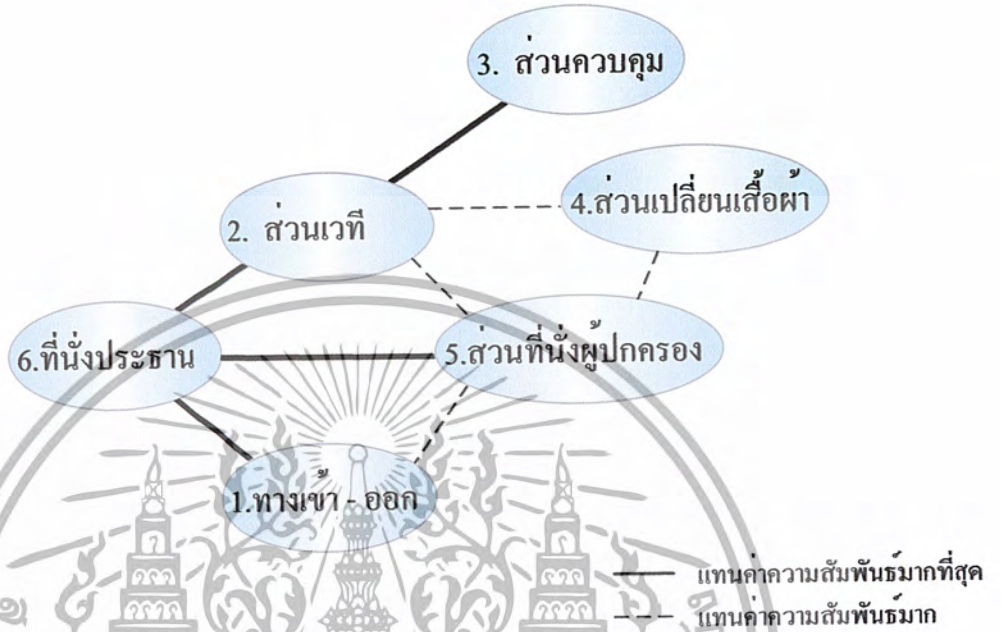 3. ส่วนควบคุม
4.ส่วนเปลี่ยนเสื้อผ้า
2. ส่วนเวที
6.ที่นั่งประธาน
5.ส่วนที่นั่งผู้ปกครอง
1.ทางเข้า - ออก
แทนค่าความสัมพันธ์มากที่สุด
แทนค่าความสัมพันธ์มาก